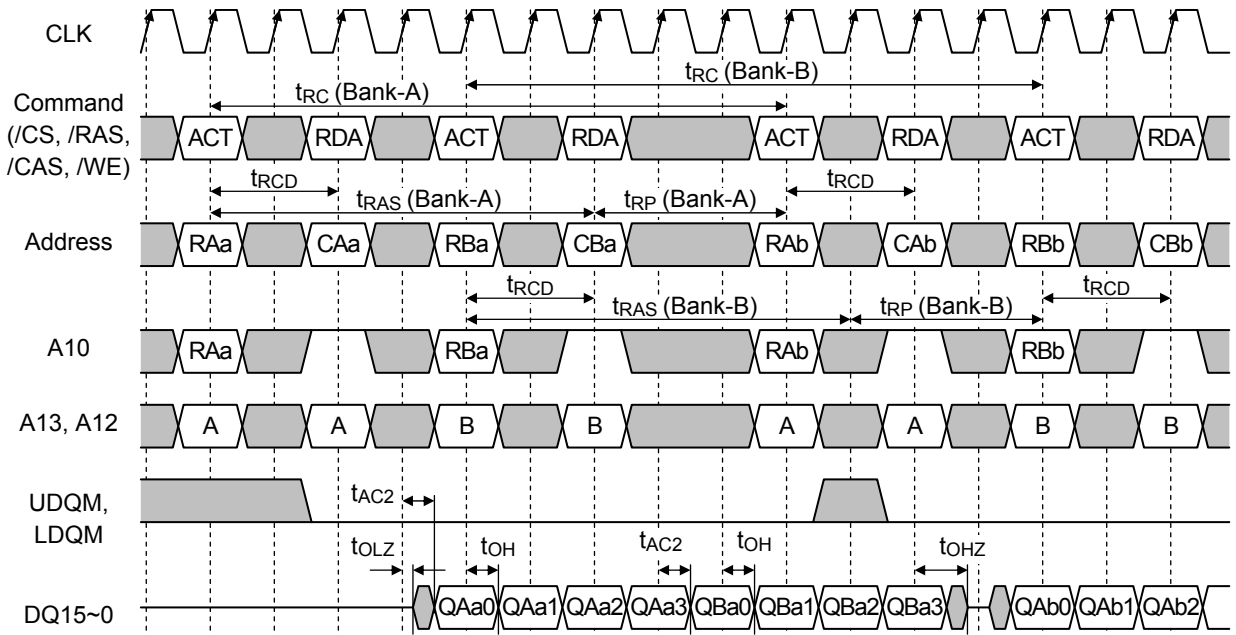 CLK
tRC (Bank-B)
tRC (Bank-A)
Command
(/CS, /RAS,
/CAS, /WE)
ACT RDA ACT RDA ACT RDA ACT RDA
tRCD tRCD
tRAS (Bank-A) tRP (Bank-A)
Address RAa CAa RBa CBa RAb CAb RBb CBb
tRCD tRCD
tRAS (Bank-B) tRP (Bank-B)
A10 RAa RBa RAb RBb
A13, A12 A A B B A A B B
UDQM,
LDQM
tAC2
tOLZ tOH tAC2 tOH tOHZ
DQ15~0 QAa0 QAa1 QAa2 QAa3 QBa0 QBa1 QBa2 QBa3 QAb0 QAb1 QAb2